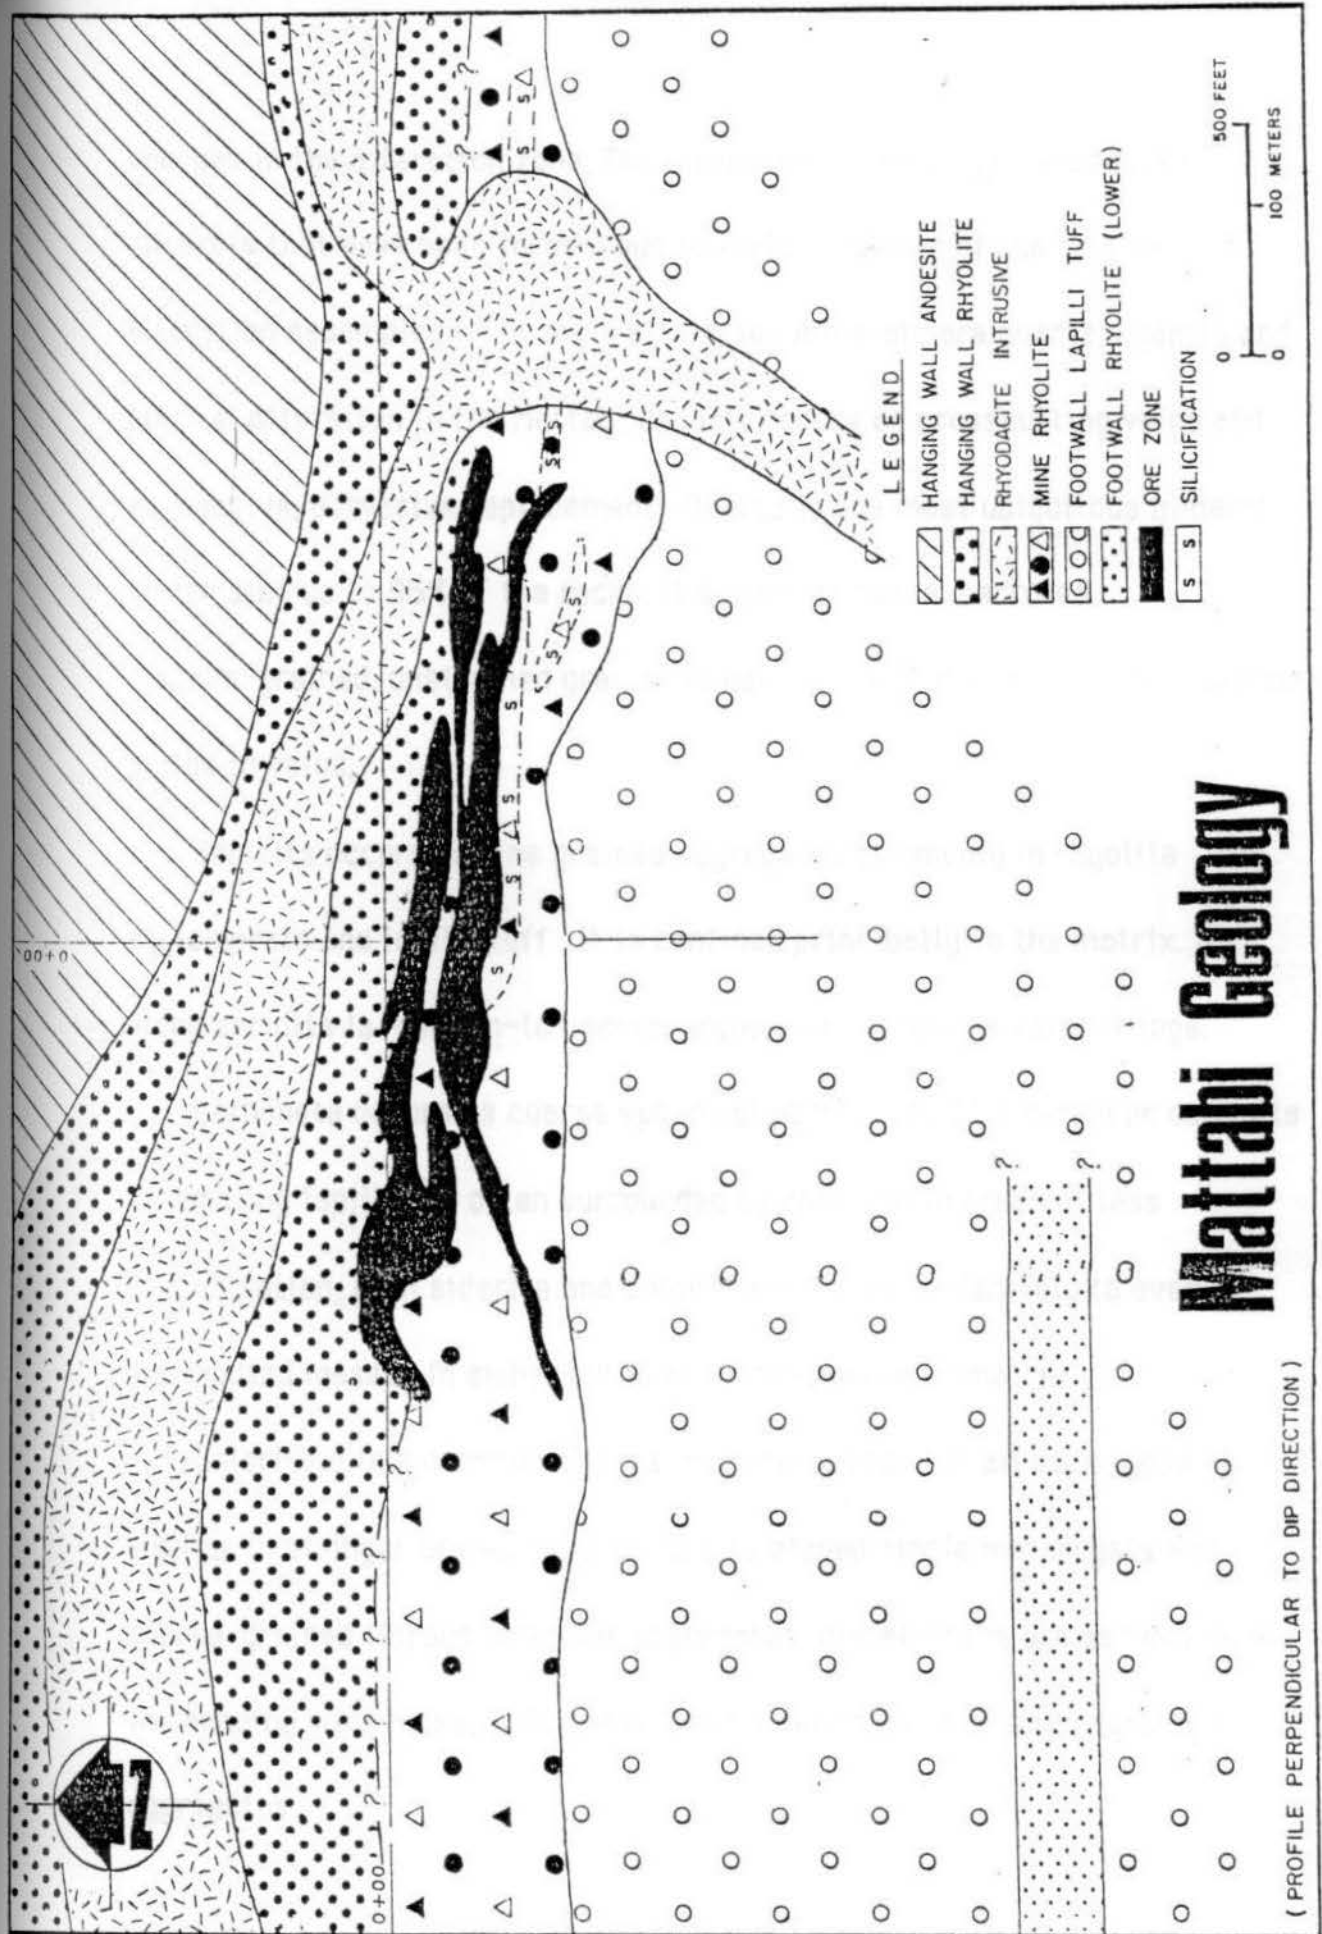 0+00
0+00
N
LEGEND
HANGING WALL ANDESITE
HANGING WALL RHYOLITE
RHYODACITE INTRUSIVE
MINE RHYOLITE
FOOTWALL LAPILLI TUFF
FOOTWALL RHYOLITE (LOWER)
ORE ZONE
S SILICIFICATION
0 500 FEET
0 100 METERS
Mattabi Geology
( PROFILE PERPENDICULAR TO DIP DIRECTION )